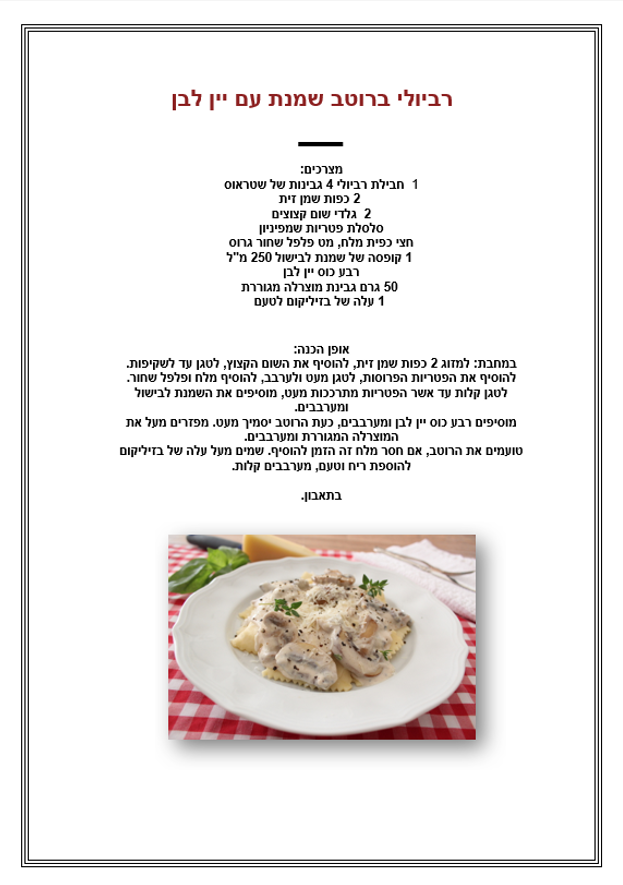 רביולי ברוטב שמנת עם יין לבן
מצרכים:
1 חבילת רביולי 4 גבינות של שטראוס
2 כפות שמן זית
2 גלדי שום קצוצים
סלסלת פטריות שמפיניון
חצי כפית מלח, מט פלפל שחור גרוס
1 קופסה של שמנת לבישול 250 מ"ל
רבע כוס יין לבן
50 גרם גבינת מוצרלה מגוררת
1 עלה של בזיליקום לטעם
אופן הכנה:
במחבת: למזוג 2 כפות שמן זית, להוסיף את השום הקצוץ, לטגן עד לשקיפות.
להוסיף את הפטריות הפרוסות, לטגן מעט ולערבב, להוסיף מלח ופלפל שחור.
לטגן קלות עד אשר הפטריות מתרככות מעט, מוסיפים את השמנת לבישול
ומערבבים.
מוסיפים רבע כוס יין לבן ומערבבים, כעת הרוטב יסמיך מעט. מפזרים מעל את
המוצרלה המגוררת ומערבבים.
טועמים את הרוטב, אם חסר מלח זה הזמן להוסיף. שמים מעל עלה של בזיליקום
להוספת ריח וטעם, מערבבים קלות.
בתאבון.